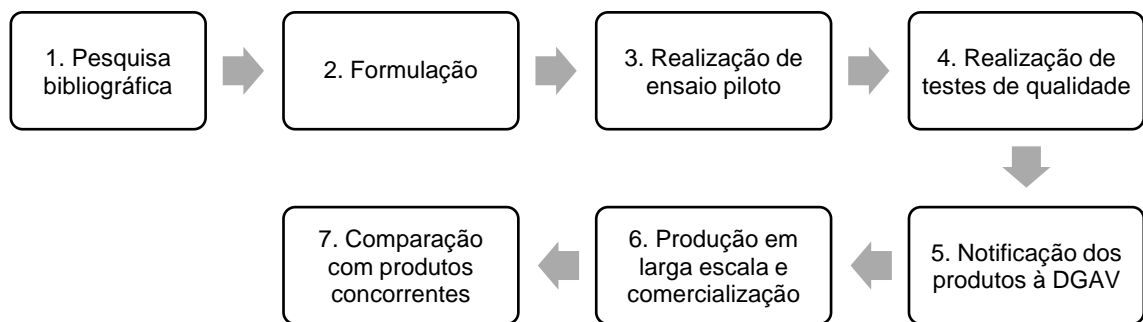 1. Pesquisa
bibliográfica
2. Formulação
3. Realização de
ensaio piloto
4. Realização de
testes de qualidade
5. Notificação dos
produtos à DGAV
6. Produção em
larga escala e
comercialização
7. Comparação
com produtos
concorrentes